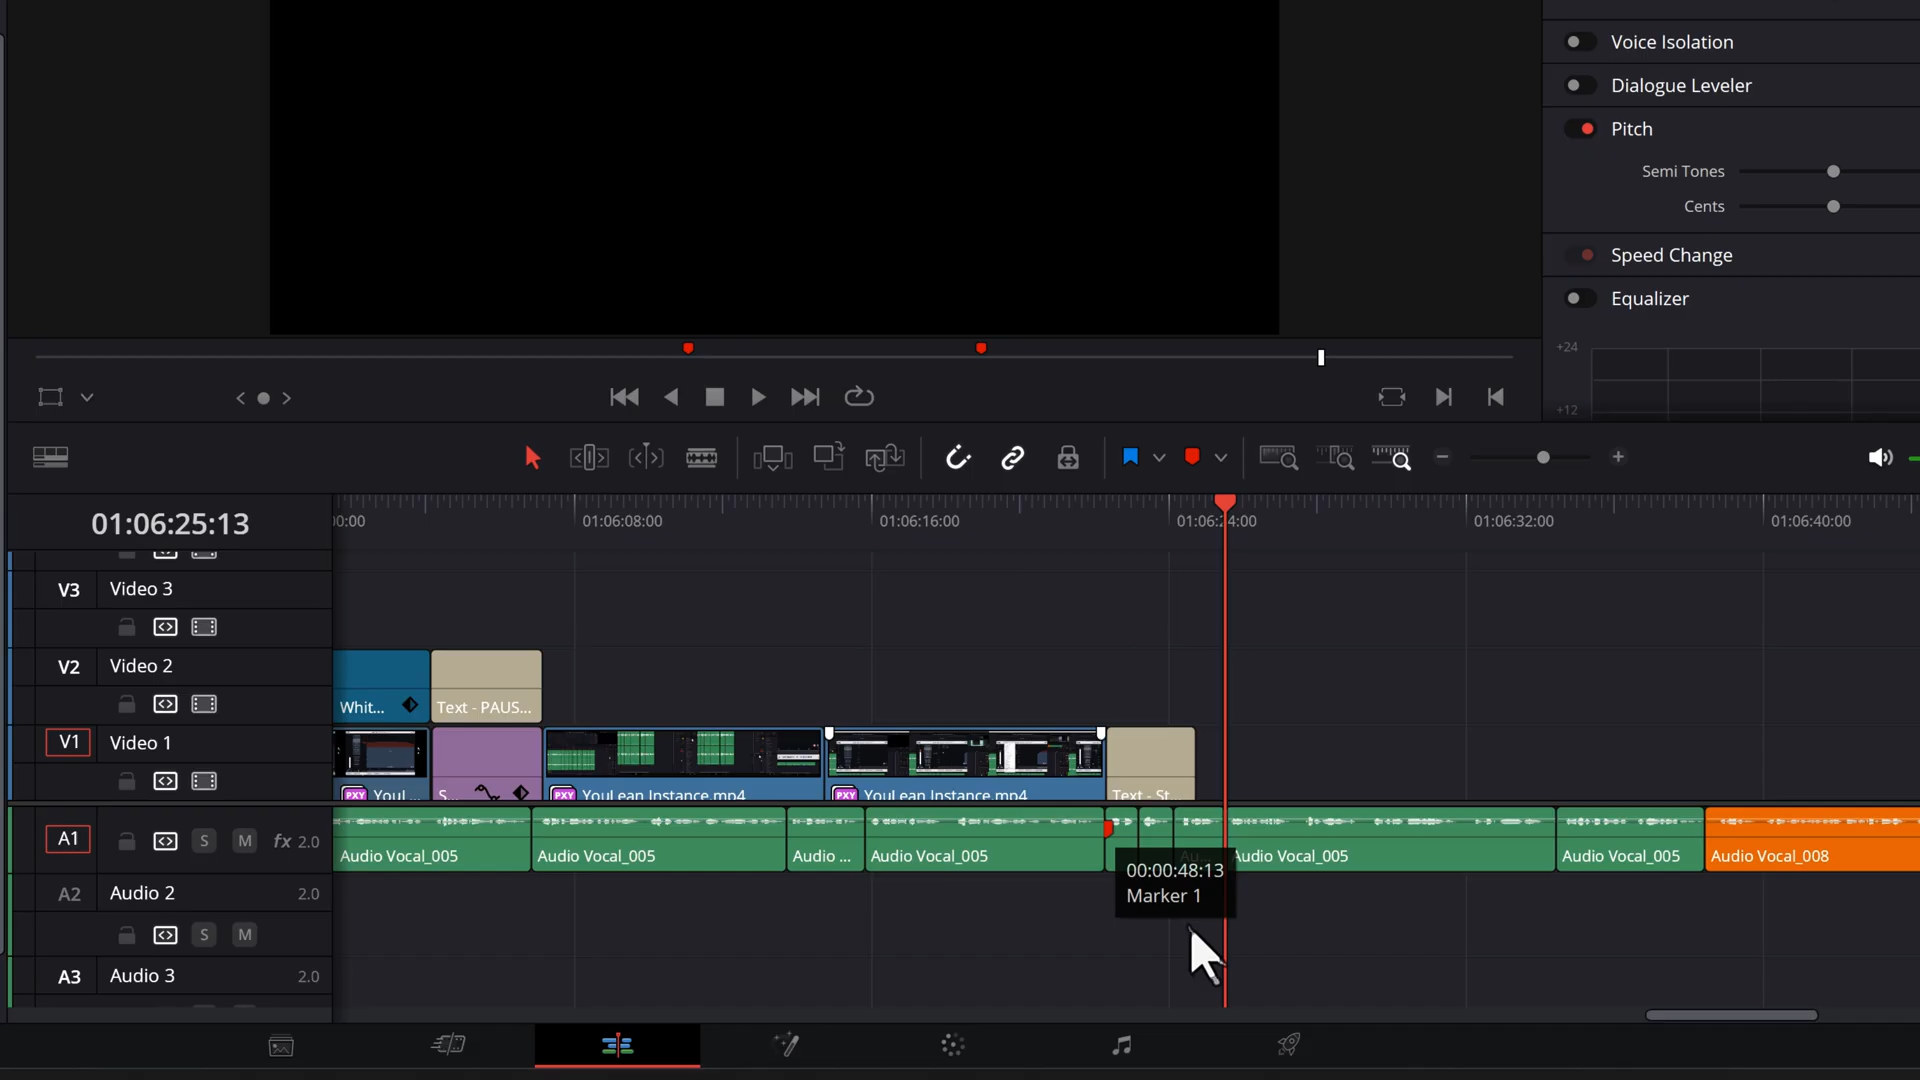 Voice Isolation
Dialogue Leveler
Pitch
Semi Tones
Cents
Speed Change
Equalizer
+24
+12
01:06:25:13
00:00
01:06:08:00
01:06:16:00
01:06:24:00
01:06:32:00
01:06:40:00
V3 Video 3
V2 Video 2
Whit...
Text - PAUS...
V1 Video 1
PXY YouL...
S...
PXY YouLean Instance.mp4
PXY YouLean Instance.mp4
Text - St...
A1 S M fx 2.0
Audio Vocal_005
Audio Vocal_005
Audio ...
Audio Vocal_005
Au...
Audio Vocal_005
Audio Vocal_005
Audio Vocal_008
00:00:48:13
Marker 1
A2 Audio 2 2.0
S M
A3 Audio 3 2.0